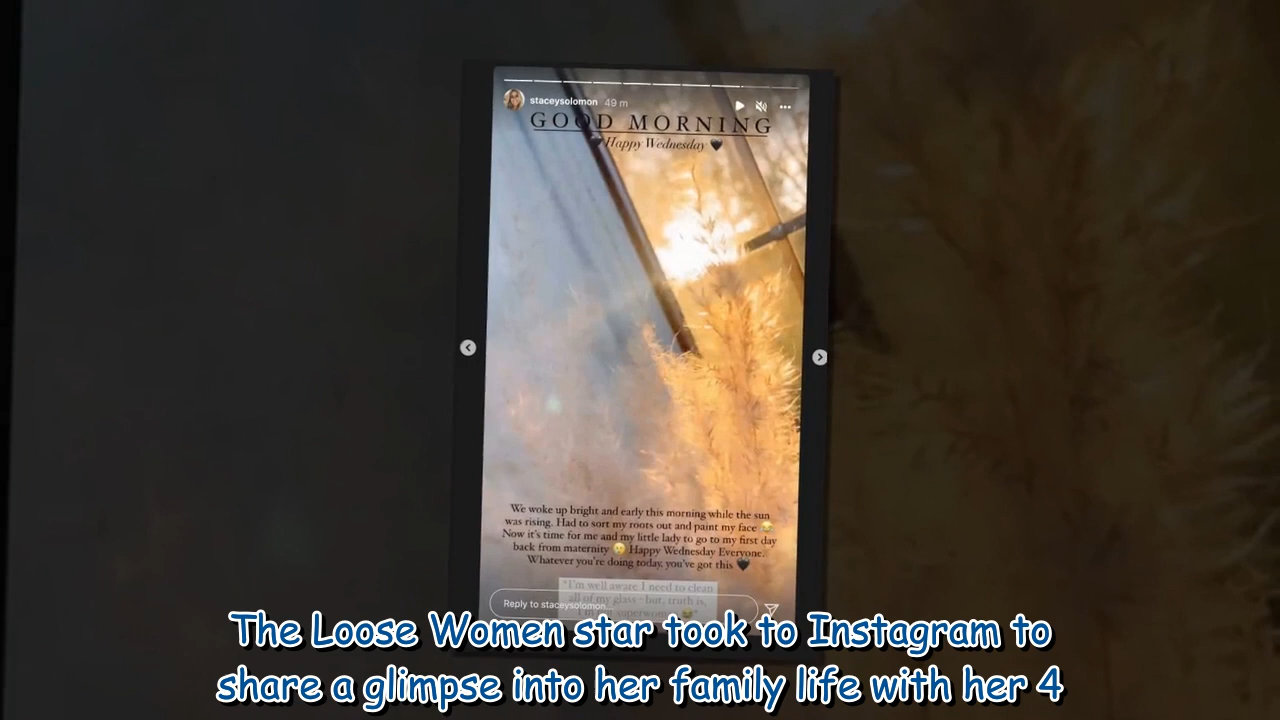 staceysolomon 49 m
GOOD MORNING
🖤 Happy Wednesday 🖤
We woke up bright and early this morning while the sun
was rising. Had to sort my roots out and paint my face 😂
Now it's time for me and my little lady to go to my first day
back from maternity 😢 Happy Wednesday Everyone.
Whatever you're doing today, you've got this 🖤
*I'm well aware I need to clean
all of my glass - but, truth is,
Reply to staceysolomon...
The Loose Women star took to Instagram to
share a glimpse into her family life with her 4